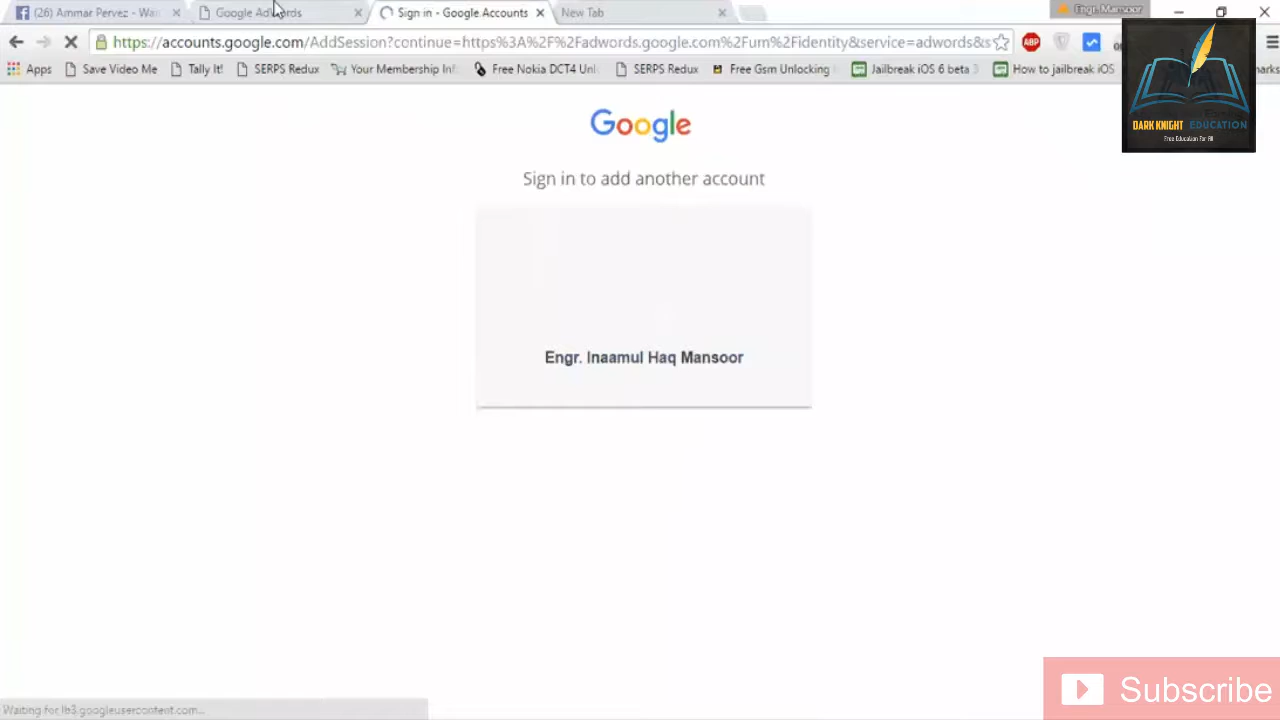 (26) Ammar Pervez - Wan
Google Adwords
Sign in - Google Accounts
New Tab
Engr. Mansoor
https://accounts.google.com/AddSession?continue=https%3A%2F%2Fadwords.google.com%2Fum%2Fidentity&service=adwords&s
ABP
Apps
Save Video Me
Tally It!
SERPS Redux
Your Membership Inf
Free Nokia DCT4 Unl
SERPS Redux
Free Gsm Unlocking
Jailbreak iOS 6 beta 3
How to jailbreak iOS
DARK KNIGHT EDUCATION
Free Education For All
Google
Sign in to add another account
Engr. Inaamul Haq Mansoor
Waiting for lh3.googleusercontent.com...
Subscribe